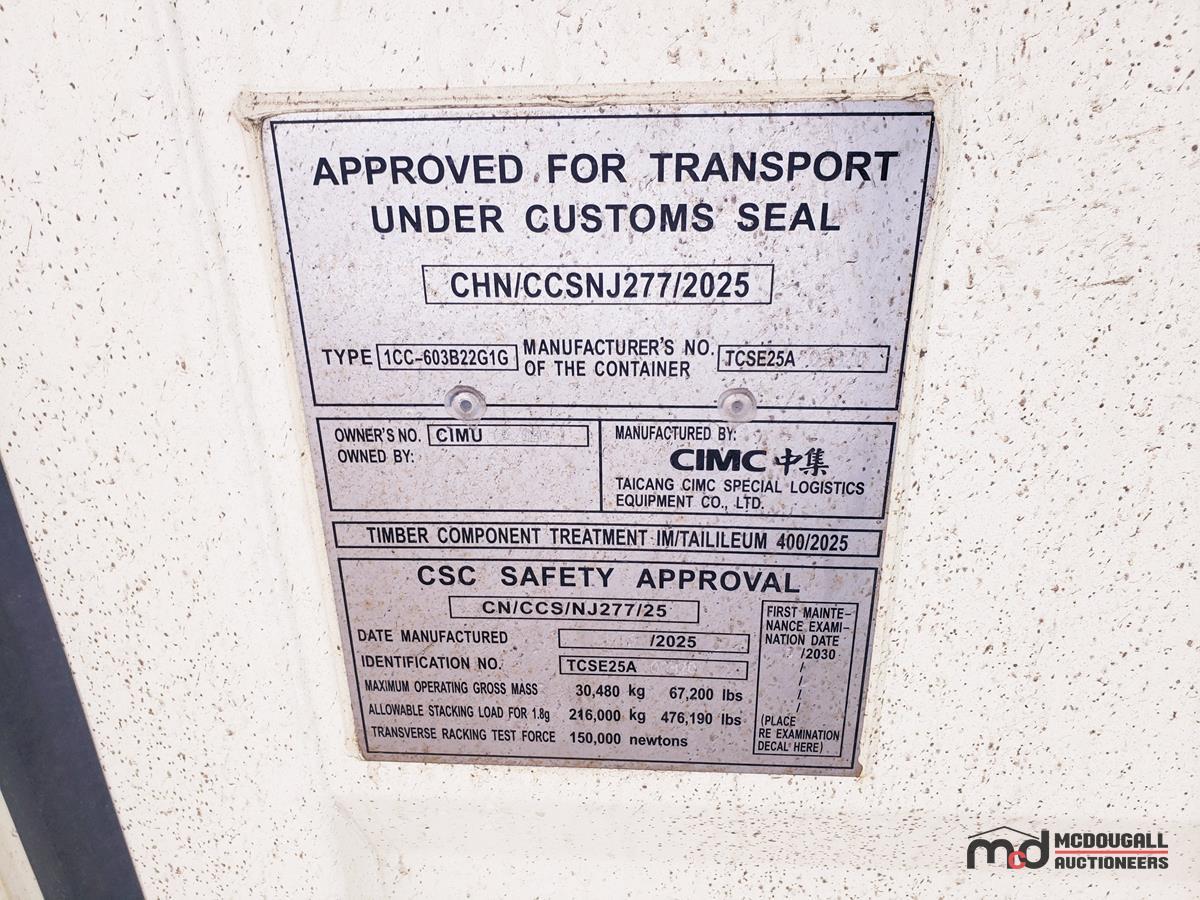 APPROVED FOR TRANSPORT
UNDER CUSTOMS SEAL
CHN/CCSNJ277/2025
TYPE 1CC-603B22G1G MANUFACTURER'S NO. OF THE CONTAINER TCSE25A
OWNER'S NO. CIMU
OWNED BY:
MANUFACTURED BY:
CIMC 中集
TAICANG CIMC SPECIAL LOGISTICS
EQUIPMENT CO., LTD.
TIMBER COMPONENT TREATMENT IM/TAILILEUM 400/2025
CSC SAFETY APPROVAL
CN/CCS/NJ277/25
DATE MANUFACTURED /2025
IDENTIFICATION NO. TCSE25A
MAXIMUM OPERATING GROSS MASS 30,480 kg 67,200 lbs
ALLOWABLE STACKING LOAD FOR 1.8g 216,000 kg 476,190 lbs
TRANSVERSE RACKING TEST FORCE 150,000 newtons
FIRST MAINTE-
NANCE EXAMI-
NATION DATE
/2030
/
/
/
/
(PLACE
RE EXAMINATION
DECAL HERE)
mcd MCDOUGALL
AUCTIONEERS